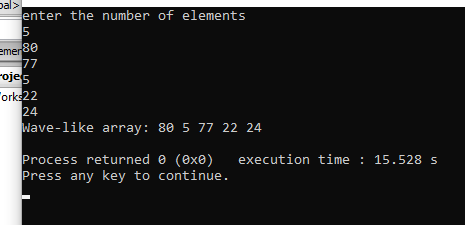 oal>
enter the number of elements
5
80
77
5
22
24
Wave-like array: 80 5 77 22 24
Process returned 0 (0x0)   execution time : 15.528 s
Press any key to continue.